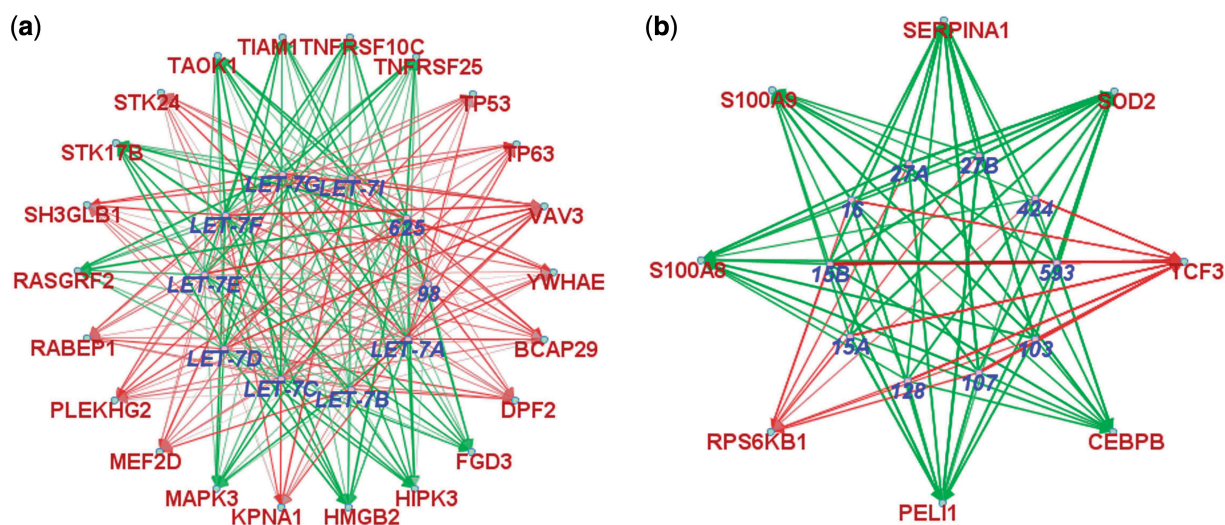 (a)
TIAM1 TNFRSF10C
TAOK1
TNFRSF25
STK24
TP53
STK17B
TP63
LET-7G
LET-7I
SH3GLB1
VAV3
LET-7F
625
RASGRF2
YWHAE
LET-7E
98
RABEP1
BCAP29
LET-7D
LET-7A
LET-7C
LET-7B
PLEKHG2
DPF2
MEF2D
FGD3
MAPK3
HIPK3
KPNA1
HMGB2
(b)
SERPINA1
S100A9
SOD2
27A
27B
16
424
S100A8
15B
593
TCF3
15A
103
128
107
RPS6KB1
CEBPB
PELI1